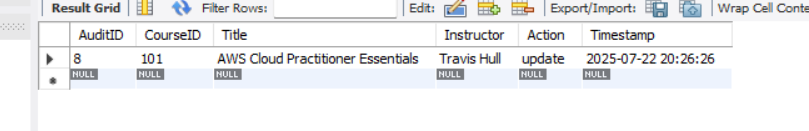 Result Grid Filter Rows: Edit: Export/Import: Wrap Cell Conte
AuditID CourseID Title Instructor Action Timestamp
8 101 AWS Cloud Practitioner Essentials Travis Hull update 2025-07-22 20:26:26
NULL NULL NULL NULL NULL NULL